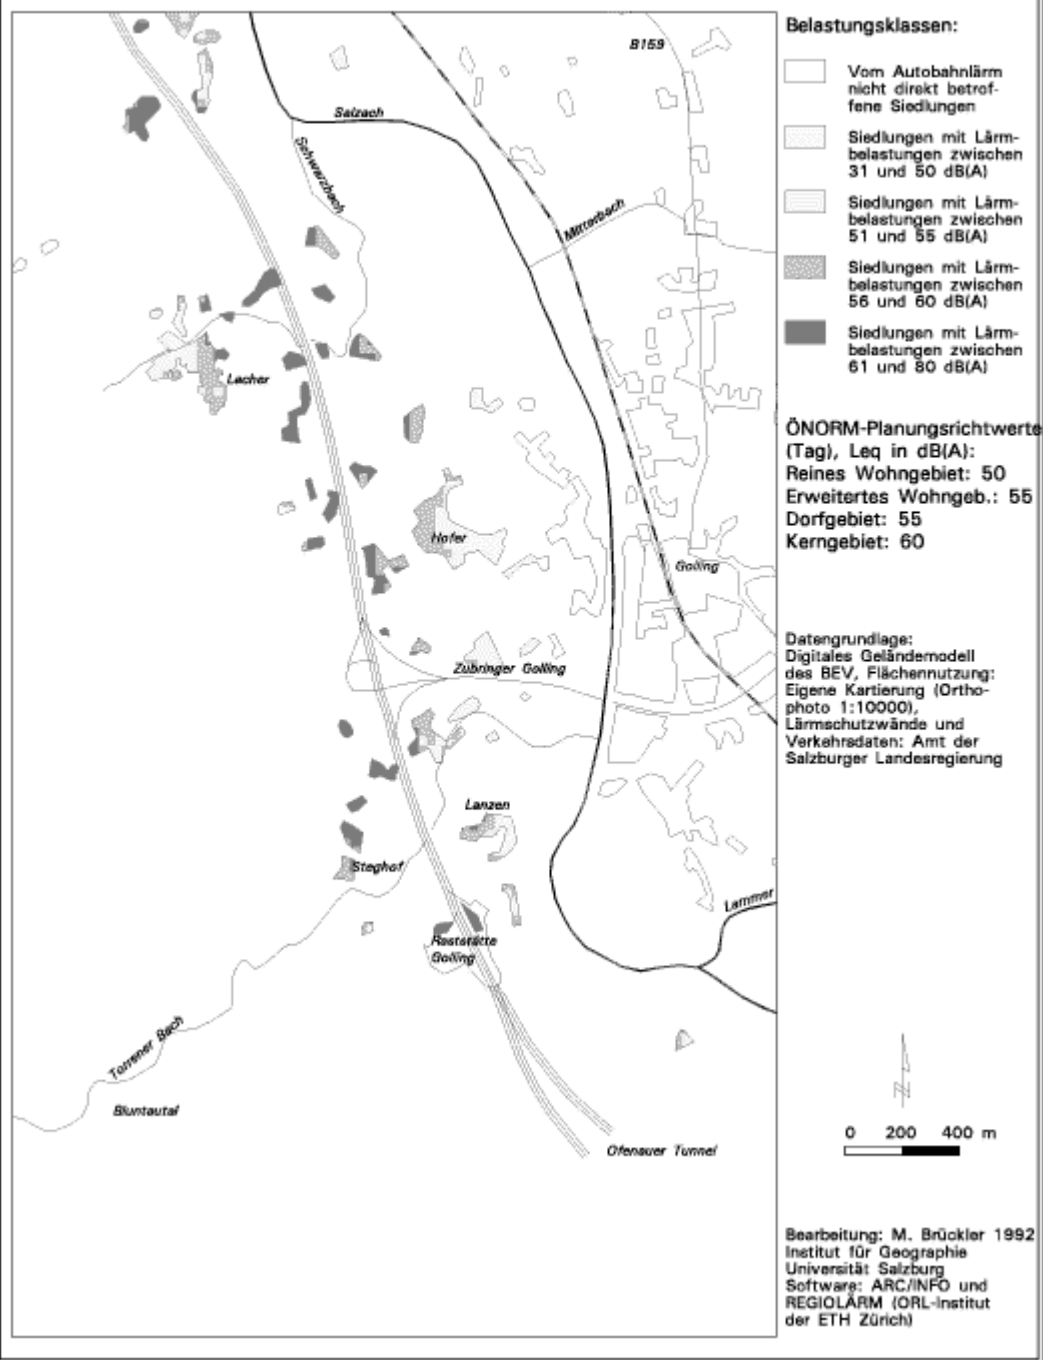 B159
Salzach
Schwarzbach
Mitterbach
Lacher
Hofer
Golling
Zubringer Golling
Lanzen
Steghof
Raststätte
Golling
Lammer
Torrener Bach
Bluntautal
Ofenauer Tunnel
Belastungsklassen:
Vom Autobahnlärm
nicht direkt betrof-
fene Siedlungen
Siedlungen mit Lärm-
belastungen zwischen
31 und 50 dB(A)
Siedlungen mit Lärm-
belastungen zwischen
51 und 55 dB(A)
Siedlungen mit Lärm-
belastungen zwischen
56 und 60 dB(A)
Siedlungen mit Lärm-
belastungen zwischen
61 und 80 dB(A)
ÖNORM-Planungsrichtwerte
(Tag), Leq in dB(A):
Reines Wohngebiet: 50
Erweitertes Wohngeb.: 55
Dorfgebiet: 55
Kerngebiet: 60
Datengrundlage:
Digitales Geländemodell
des BEV, Flächennutzung:
Eigene Kartierung (Ortho-
photo 1:10000),
Lärmschutzwände und
Verkehrsdaten: Amt der
Salzburger Landesregierung
N
0 200 400 m
Bearbeitung: M. Brückler 1992
Institut für Geographie
Universität Salzburg
Software: ARC/INFO und
REGIOLÄRM (ORL-Institut
der ETH Zürich)